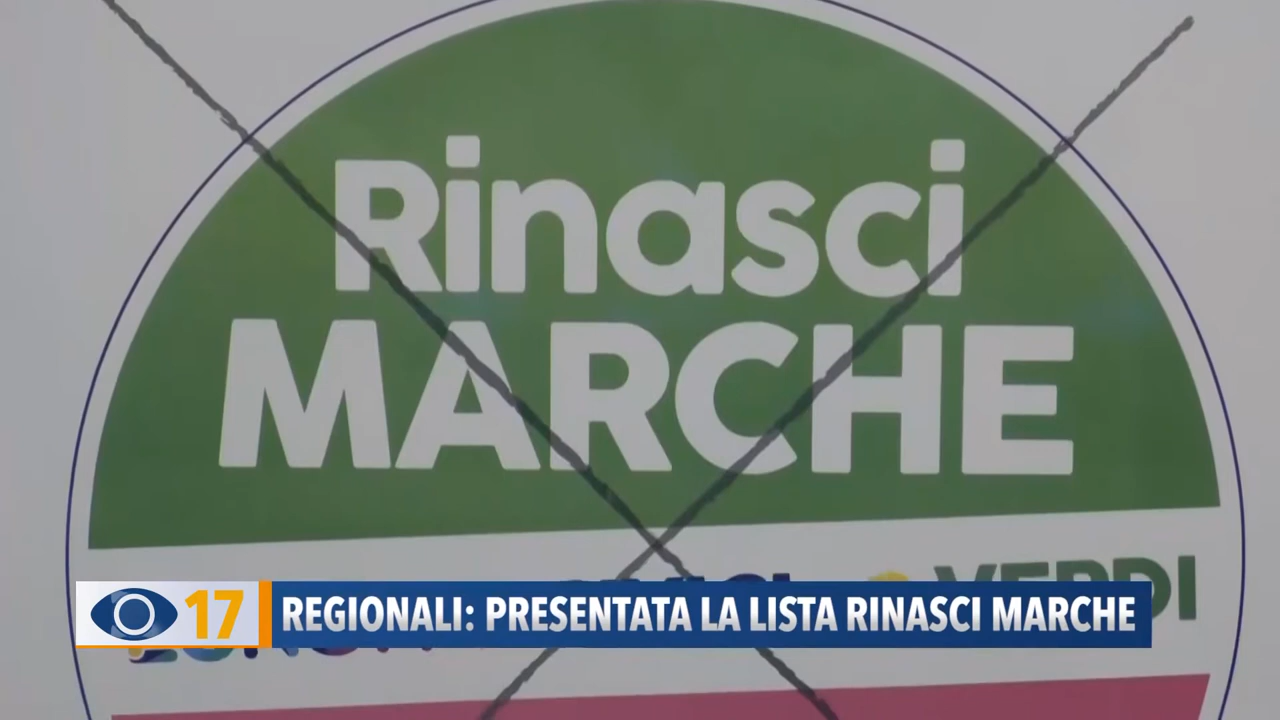 Rinasci
MARCHE
VERDI
17 REGIONALI: PRESENTATA LA LISTA RINASCI MARCHE